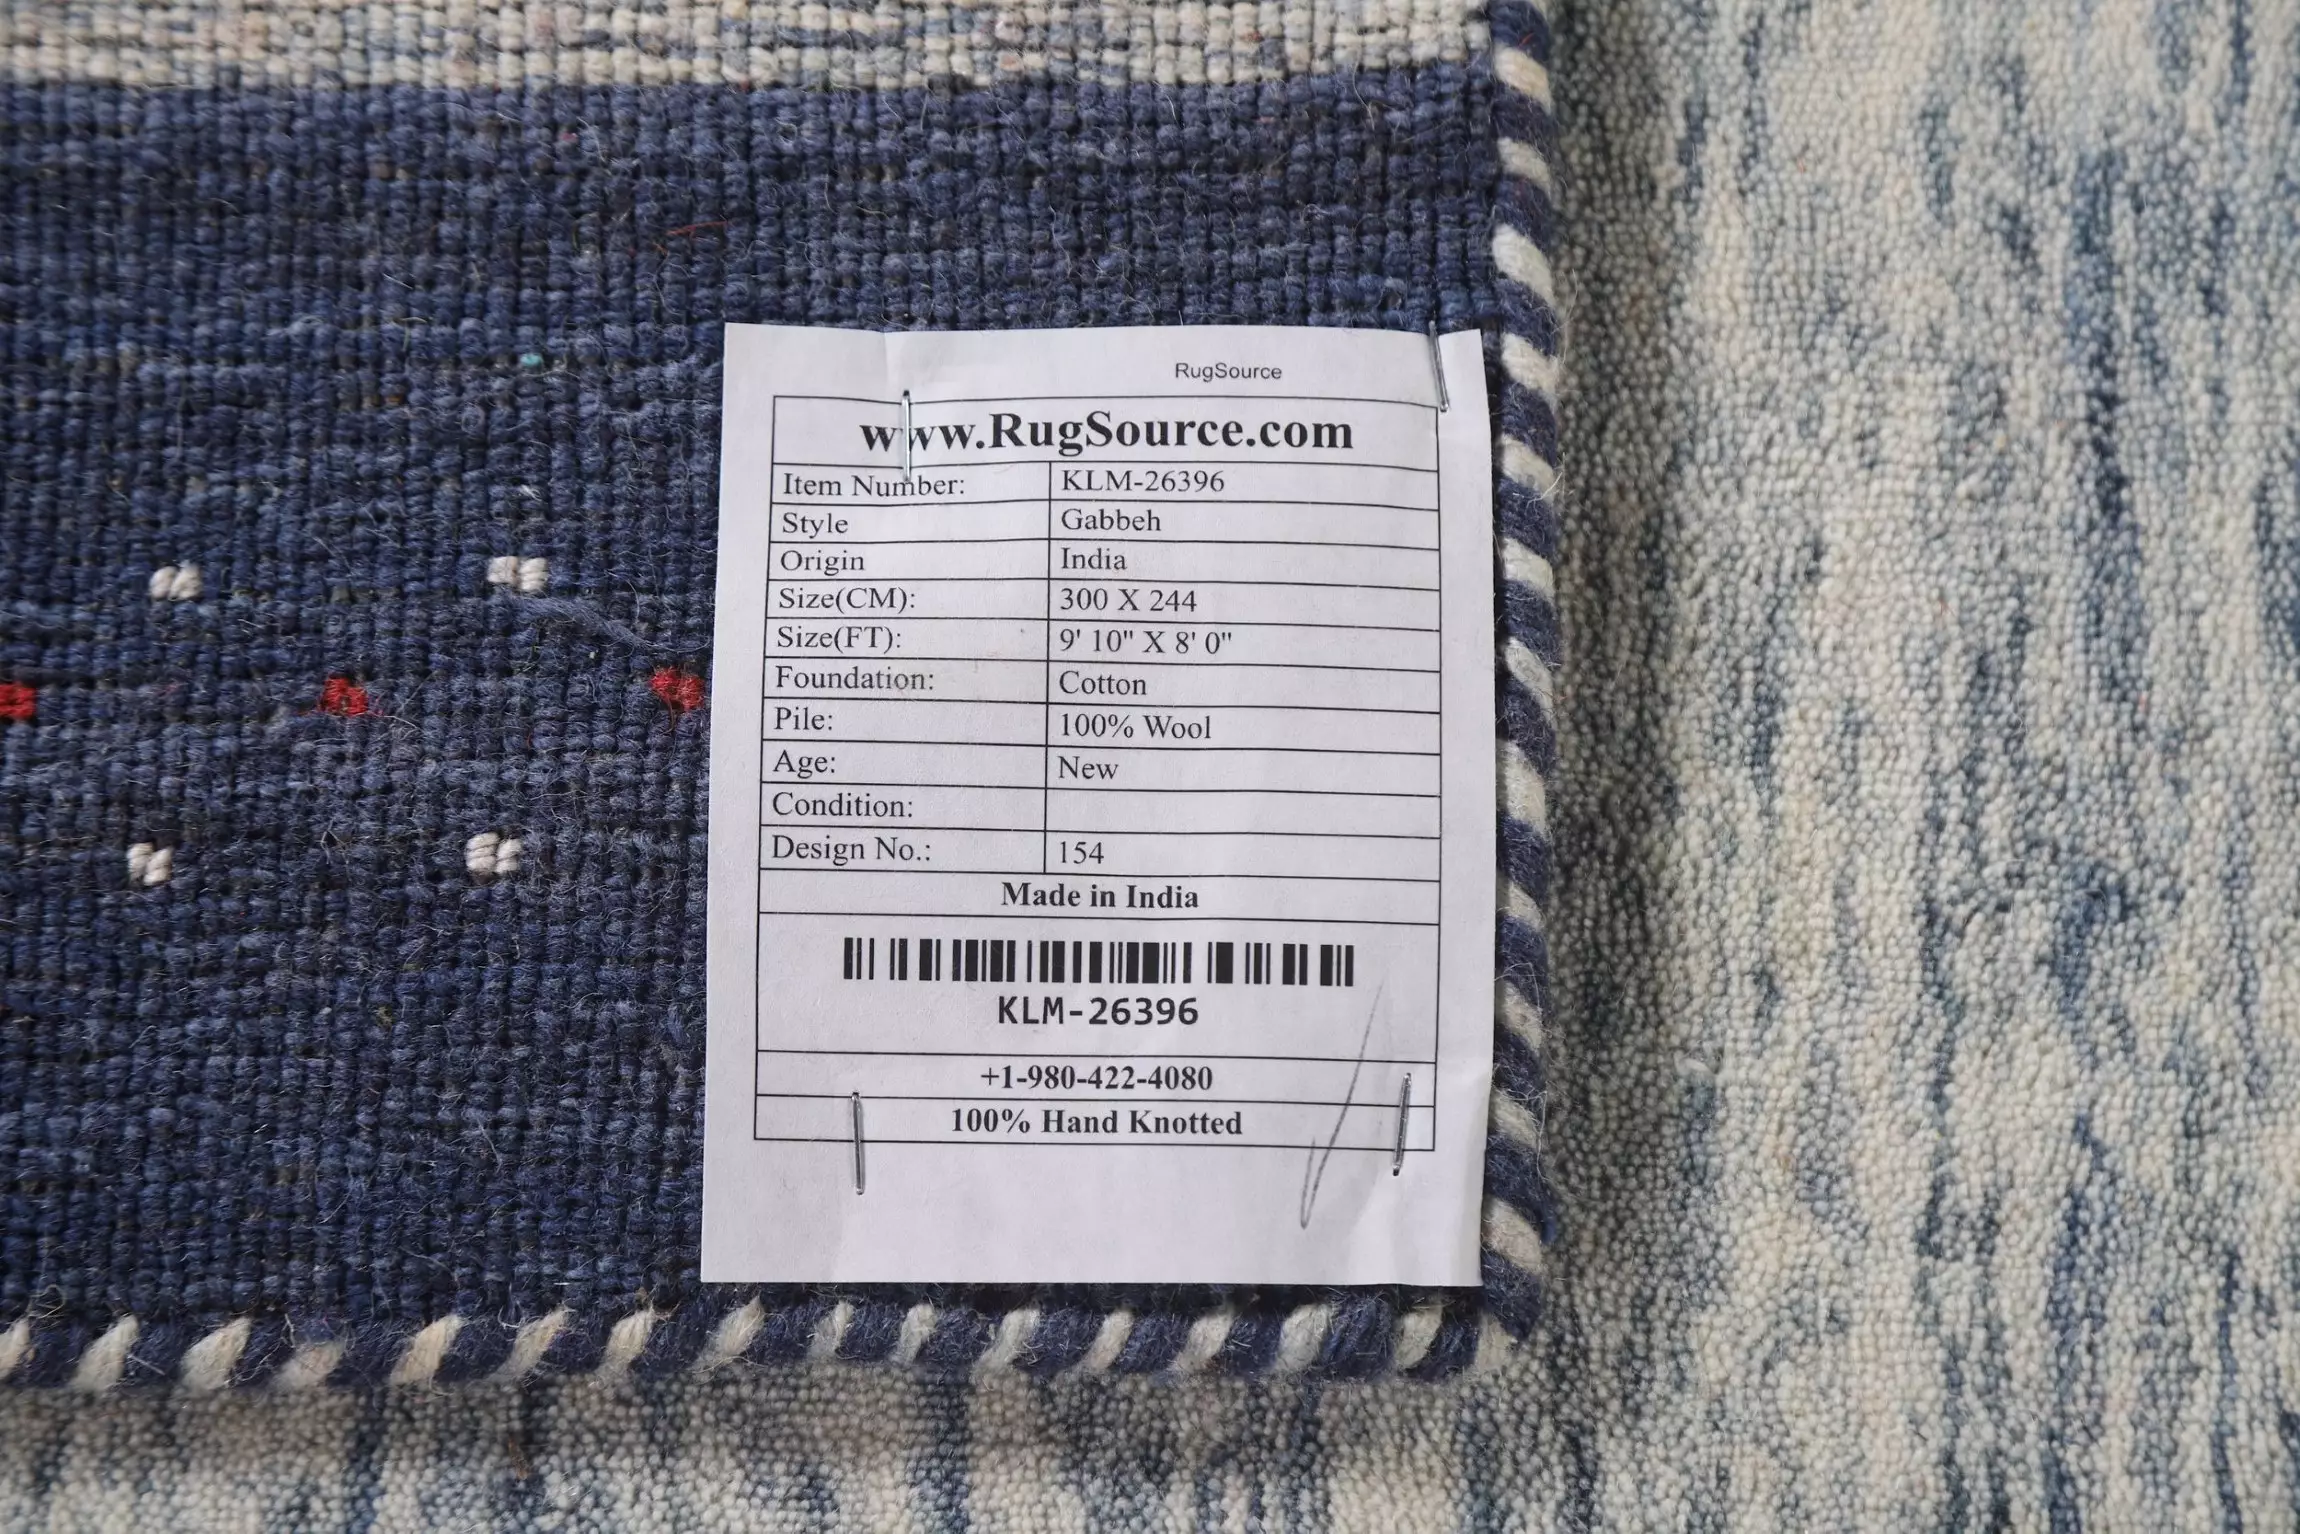 RugSource
www.RugSource.com
Item Number: KLM-26396
Style Gabbeh
Origin India
Size(CM): 300 X 244
Size(FT): 9' 10" X 8' 0"
Foundation: Cotton
Pile: 100% Wool
Age: New
Condition:
Design No.: 154
Made in India
KLM-26396
+1-980-422-4080
100% Hand Knotted